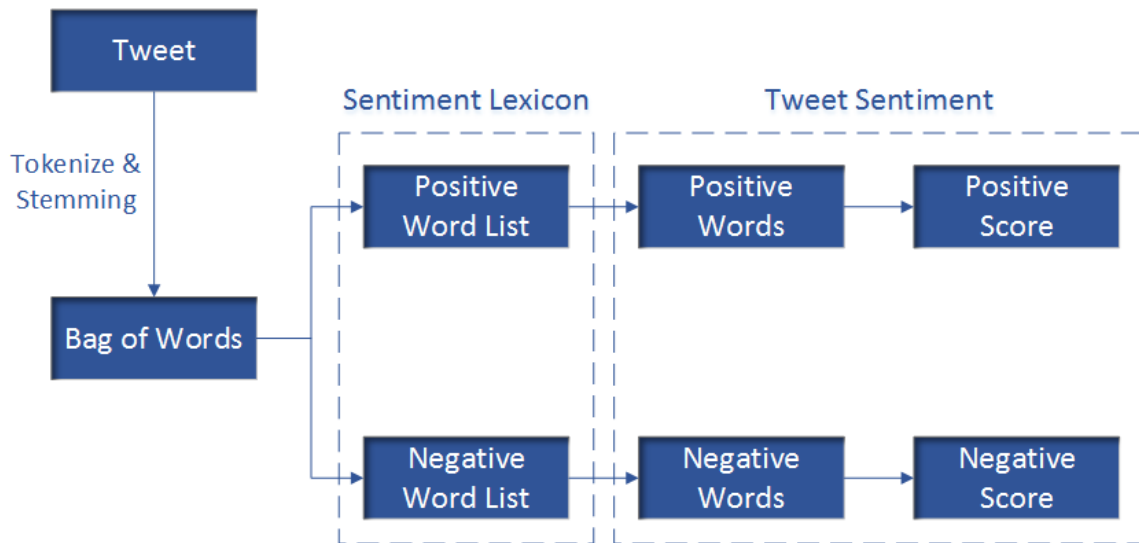 Tweet
Sentiment Lexicon
Tweet Sentiment
Tokenize &
Stemming
Positive
Word List
Positive
Words
Positive
Score
Bag of Words
Negative
Word List
Negative
Words
Negative
Score